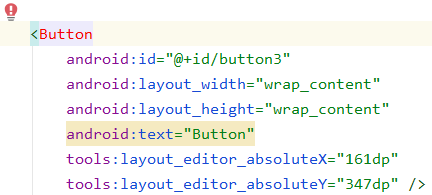 <Button
android:id="@+id/button3"
android:layout_width="wrap_content"
android:layout_height="wrap_content"
android:text="Button"
tools:layout_editor_absoluteX="161dp"
tools:layout_editor_absoluteY="347dp" />